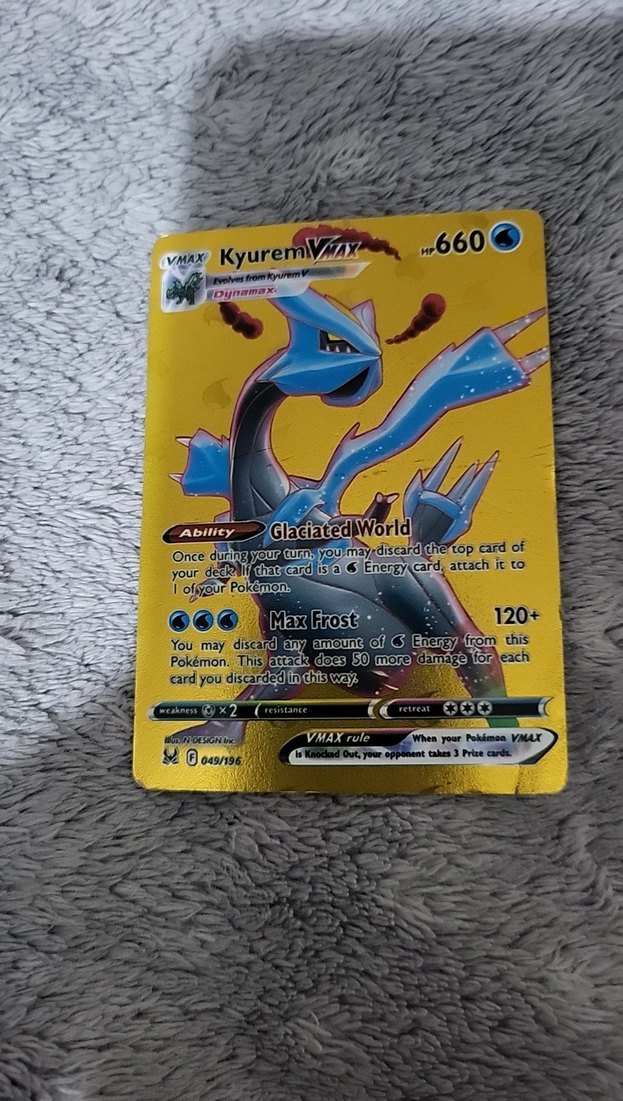 VMAX KyuremVMAX HP660
Evolves from Kyurem V
Dynamax
Ability Glaciated World
Once during your turn, you may discard the top card of
your deck. If that card is a Energy card, attach it to
1 of your Pokémon.
Max Frost 120+
You may discard any amount of Energy from this
Pokémon. This attack does 50 more damage for each
card you discarded in this way.
weakness ×2 resistance retreat
Illus. N-DESIGN Inc.
VMAX rule When your Pokémon VMAX
is Knocked Out, your opponent takes 3 Prize cards.
F 049/196